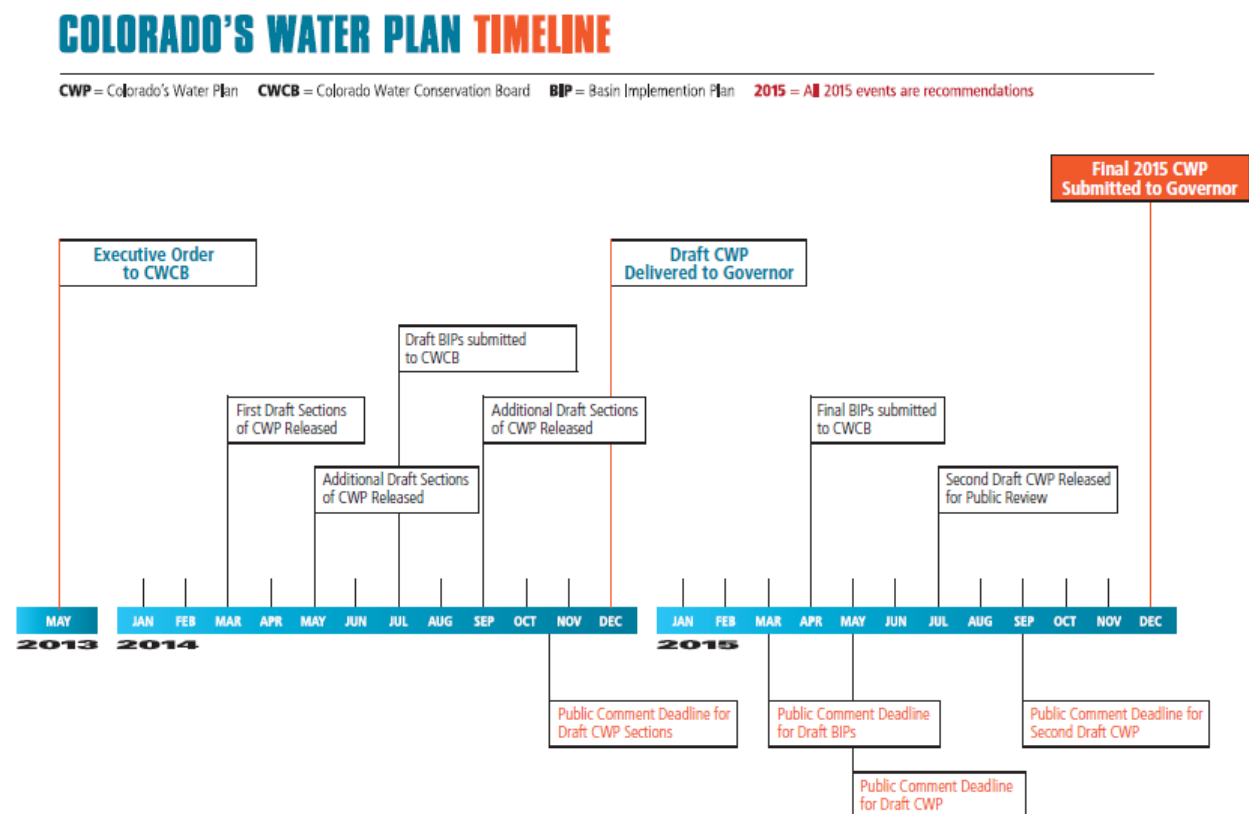 COLORADO'S WATER PLAN TIMELINE
CWP = Colorado's Water Plan CWCB = Colorado Water Conservation Board BIP = Basin Implemention Plan 2015 = All 2015 events are recommendations
Final 2015 CWP
Submitted to Governor
Executive Order
to CWCB
Draft CWP
Delivered to Governor
Draft BIPs submitted
to CWCB
First Draft Sections
of CWP Released
Additional Draft Sections
of CWP Released
Final BIPs submitted
to CWCB
Additional Draft Sections
of CWP Released
Second Draft CWP Released
for Public Review
MAY JAN FEB MAR APR MAY JUN JUL AUG SEP OCT NOV DEC JAN FEB MAR APR MAY JUN JUL AUG SEP OCT NOV DEC
2013 2014 2015
Public Comment Deadline for
Draft CWP Sections
Public Comment Deadline
for Draft BIPs
Public Comment Deadline for
Second Draft CWP
Public Comment Deadline
for Draft CWP